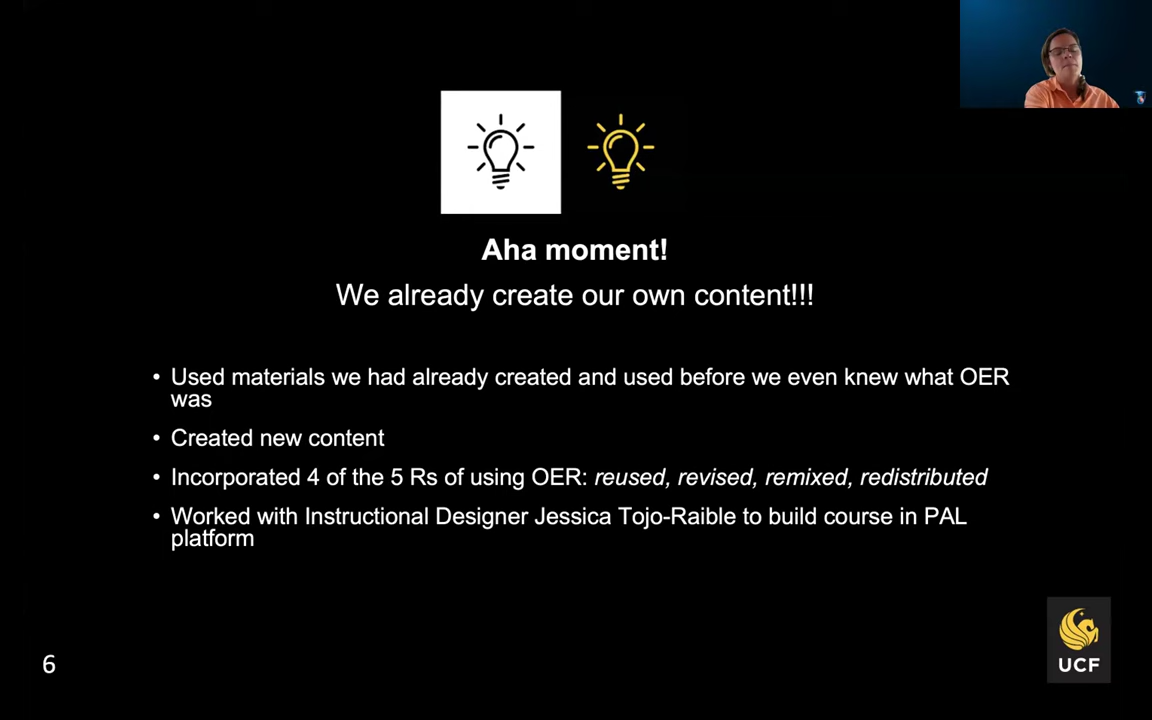 Aha moment!
We already create our own content!!!
• Used materials we had already created and used before we even knew what OER
was
• Created new content
• Incorporated 4 of the 5 Rs of using OER: reused, revised, remixed, redistributed
• Worked with Instructional Designer Jessica Tojo-Raible to build course in PAL
platform
UCF
6